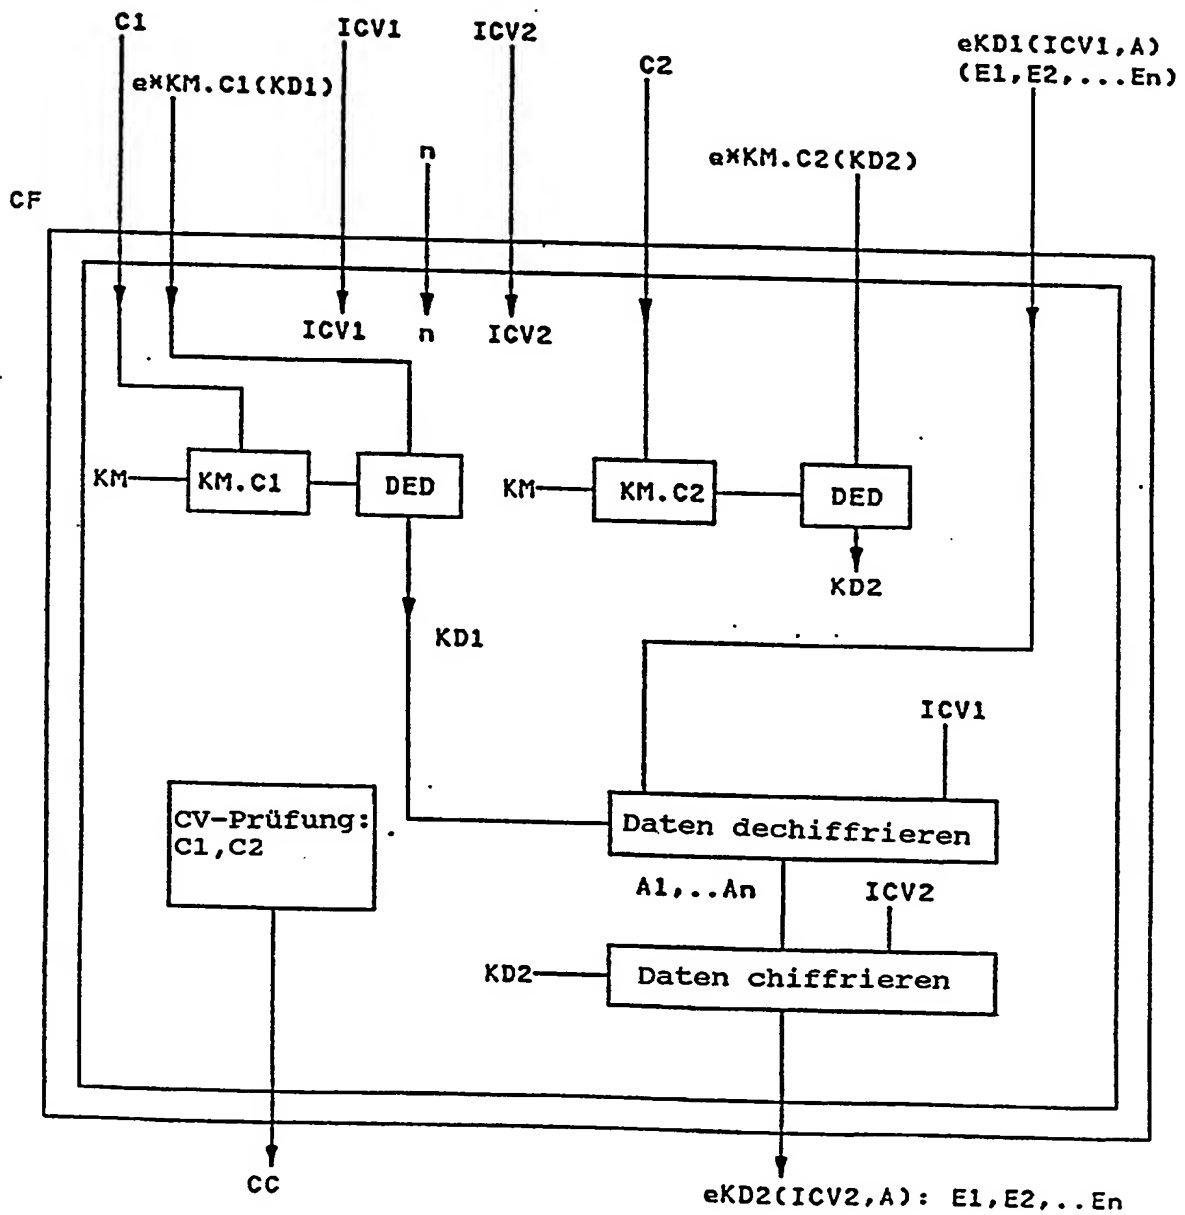 C1
ICV1
ICV2
eKD1(ICV1,A)
(E1,E2,...En)
C2
e*KM.C1(KD1)
n
e*KM.C2(KD2)
CF
ICV1
n
ICV2
KM
KM.C1
DED
KM
KM.C2
DED
KD2
KD1
ICV1
CV-Prüfung:
C1,C2
Daten dechiffrieren
A1,..An
ICV2
KD2
Daten chiffrieren
CC
eKD2(ICV2,A): E1,E2,..En